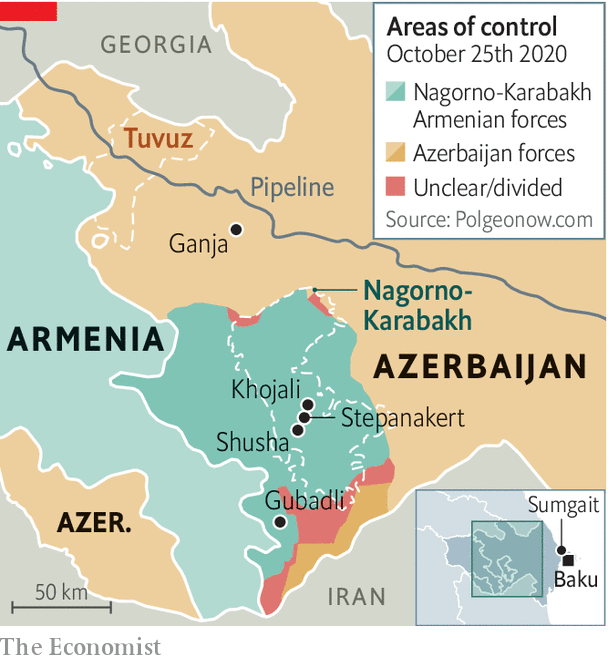 GEORGIA
Areas of control
October 25th 2020
Nagorno-Karabakh
Armenian forces
Azerbaijan forces
Unclear/divided
Source: Polgeonow.com
Tuvuz
Pipeline
Ganja
Nagorno-
Karabakh
ARMENIA
AZERBAIJAN
Khojali
Stepanakert
Shusha
Gubadli
AZER.
Sumgait
Baku
50 km
IRAN
The Economist